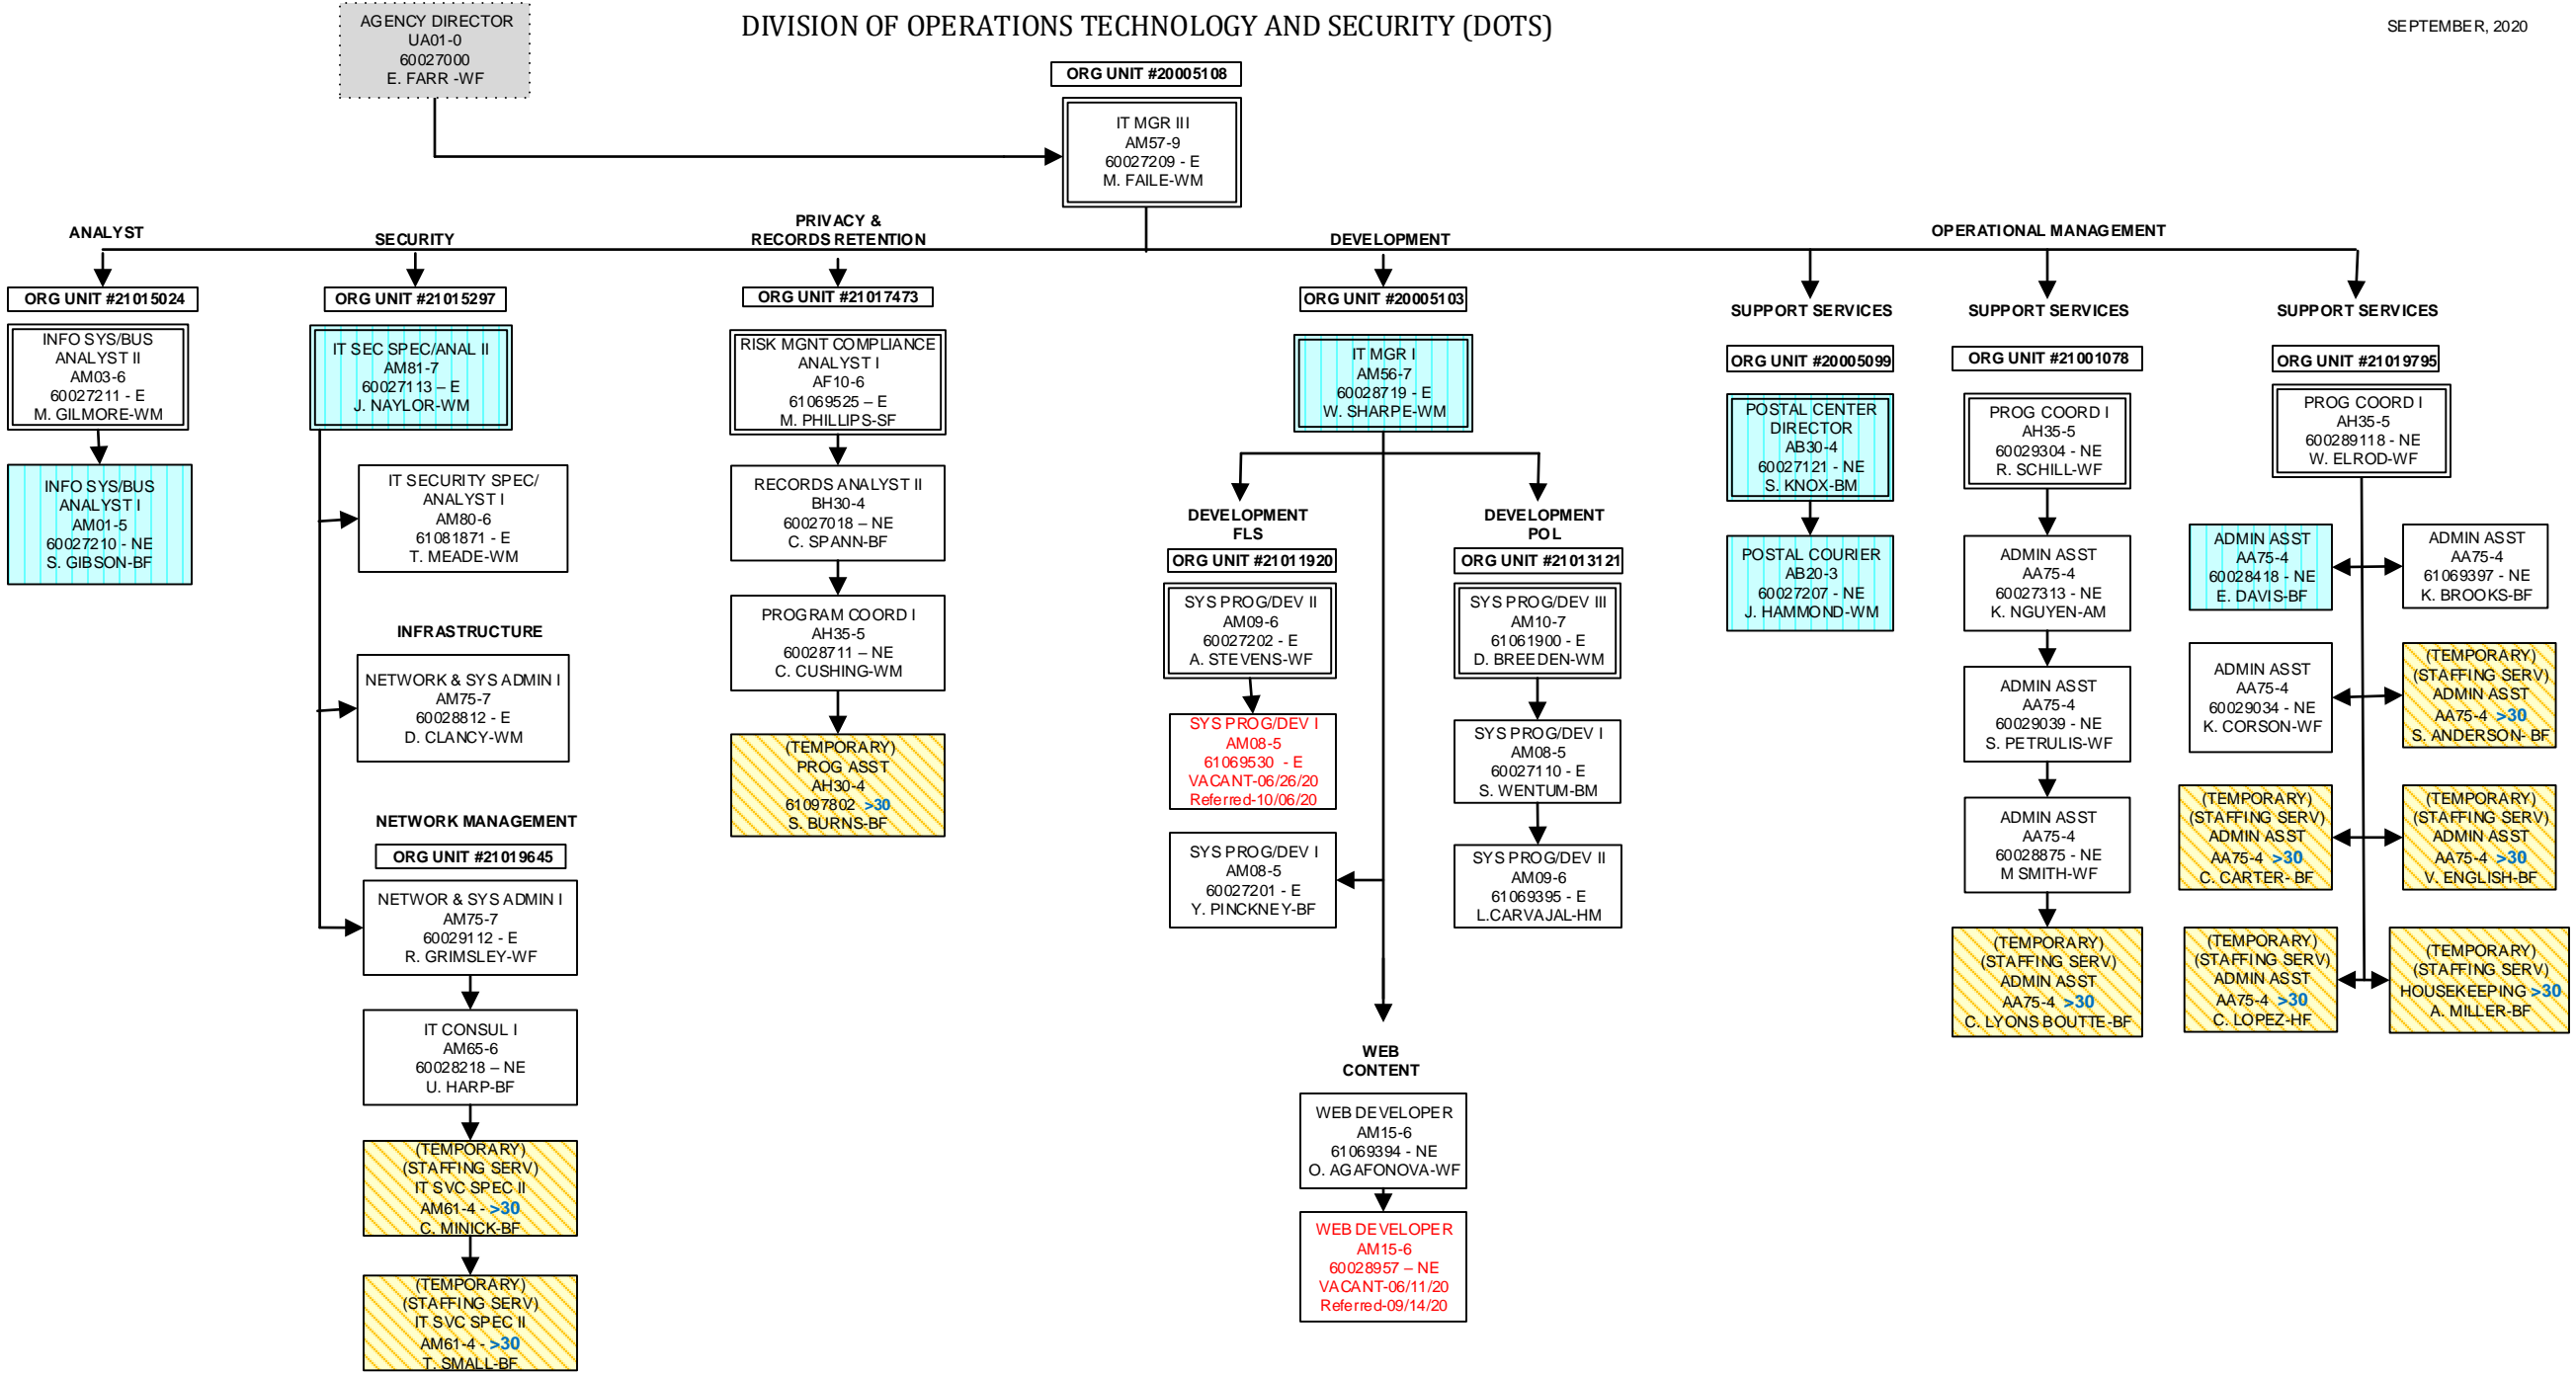 AGENCY DIRECTOR
UA01-0
60027000
E. FARR -WF
DIVISION OF OPERATIONS TECHNOLOGY AND SECURITY (DOTS)
SEPTEMBER, 2020
ORG UNIT #20005108
IT MGR III
AM57-9
60027209 - E
M. FAILE-WM
ANALYST
ORG UNIT #21015024
INFO SYS/BUS
ANALYST II
AM03-6
60027211 - E
M. GILMORE-WM
INFO SYS/BUS
ANALYST I
AM01-5
60027210 - NE
S. GIBSON-BF
SECURITY
ORG UNIT #21015297
IT SEC SPEC/ANAL II
AM81-7
60027113 – E
J. NAYLOR-WM
IT SECURITY SPEC/
ANALYST I
AM80-6
61081871 - E
T. MEADE-WM
INFRASTRUCTURE
NETWORK & SYS ADMIN I
AM75-7
60028812 - E
D. CLANCY-WM
NETWORK MANAGEMENT
ORG UNIT #21019645
NETWOR & SYS ADMIN I
AM75-7
60029112 - E
R. GRIMSLEY-WF
IT CONSUL I
AM65-6
60028218 – NE
U. HARP-BF
(TEMPORARY)
(STAFFING SERV)
IT SVC SPEC II
AM61-4 - >30
C. MINICK-BF
(TEMPORARY)
(STAFFING SERV)
IT SVC SPEC II
AM61-4 - >30
T. SMALL-BF
PRIVACY &
RECORDS RETENTION
ORG UNIT #21017473
RISK MGNT COMPLIANCE
ANALYST I
AF10-6
61069525 – E
M. PHILLIPS-SF
RECORDS ANALYST II
BH30-4
60027018 – NE
C. SPANN-BF
PROGRAM COORD I
AH35-5
60028711 – NE
C. CUSHING-WM
(TEMPORARY)
PROG ASST
AH30-4
61097802 >30
S. BURNS-BF
DEVELOPMENT
ORG UNIT #20005103
IT MGR I
AM56-7
60028719 - E
W. SHARPE-WM
DEVELOPMENT
FLS
ORG UNIT #21011920
SYS PROG/DEV II
AM09-6
60027202 - E
A. STEVENS-WF
SYS PROG/DEV I
AM08-5
61069530 - E
VACANT-06/26/20
Referred-10/06/20
SYS PROG/DEV I
AM08-5
60027201 - E
Y. PINCKNEY-BF
DEVELOPMENT
POL
ORG UNIT #21013121
SYS PROG/DEV III
AM10-7
61061900 - E
D. BREEDEN-WM
SYS PROG/DEV I
AM08-5
60027110 - E
S. WENTUM-BM
SYS PROG/DEV II
AM09-6
61069395 - E
L.CARVAJAL-HM
WEB
CONTENT
WEB DEVELOPER
AM15-6
61069394 - NE
O. AGAFONOVA-WF
WEB DEVELOPER
AM15-6
60028957 – NE
VACANT-06/11/20
Referred-09/14/20
OPERATIONAL MANAGEMENT
SUPPORT SERVICES
ORG UNIT #20005099
POSTAL CENTER
DIRECTOR
AB30-4
60027121 - NE
S. KNOX-BM
POSTAL COURIER
AB20-3
60027207 - NE
J. HAMMOND-WM
SUPPORT SERVICES
ORG UNIT #21001078
PROG COORD I
AH35-5
60029304 - NE
R. SCHILL-WF
ADMIN ASST
AA75-4
60027313 - NE
K. NGUYEN-AM
ADMIN ASST
AA75-4
60029039 - NE
S. PETRULIS-WF
ADMIN ASST
AA75-4
60028875 - NE
M SMITH-WF
(TEMPORARY)
(STAFFING SERV)
ADMIN ASST
AA75-4 >30
C. LYONS BOUTTE-BF
SUPPORT SERVICES
ORG UNIT #21019795
PROG COORD I
AH35-5
600289118 - NE
W. ELROD-WF
ADMIN ASST
AA75-4
60028418 - NE
E. DAVIS-BF
ADMIN ASST
AA75-4
61069397 - NE
K. BROOKS-BF
ADMIN ASST
AA75-4
60029034 - NE
K. CORSON-WF
(TEMPORARY)
(STAFFING SERV)
ADMIN ASST
AA75-4 >30
S. ANDERSON- BF
(TEMPORARY)
(STAFFING SERV)
ADMIN ASST
AA75-4 >30
C. CARTER- BF
(TEMPORARY)
(STAFFING SERV)
ADMIN ASST
AA75-4 >30
V. ENGLISH-BF
(TEMPORARY)
(STAFFING SERV)
ADMIN ASST
AA75-4 >30
C. LOPEZ-HF
(TEMPORARY)
(STAFFING SERV)
HOUSEKEEPING >30
A. MILLER-BF